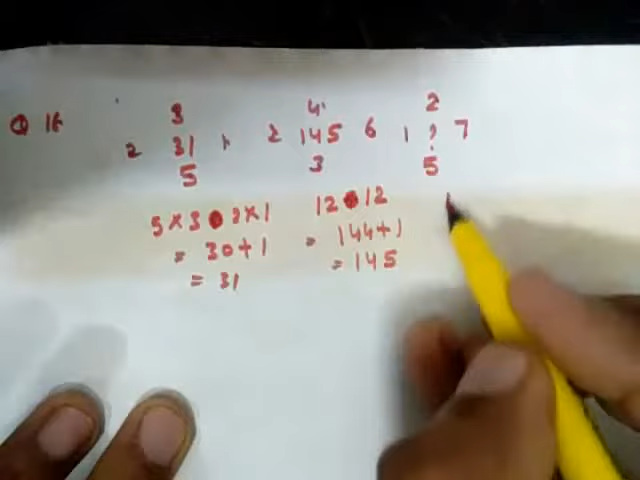 Q 16
3 4 2
2 31 1 2 145 6 1 ? 7
5 3 5
5×3●2×1 12●12
= 30+1 = 144+1
= 31 = 145